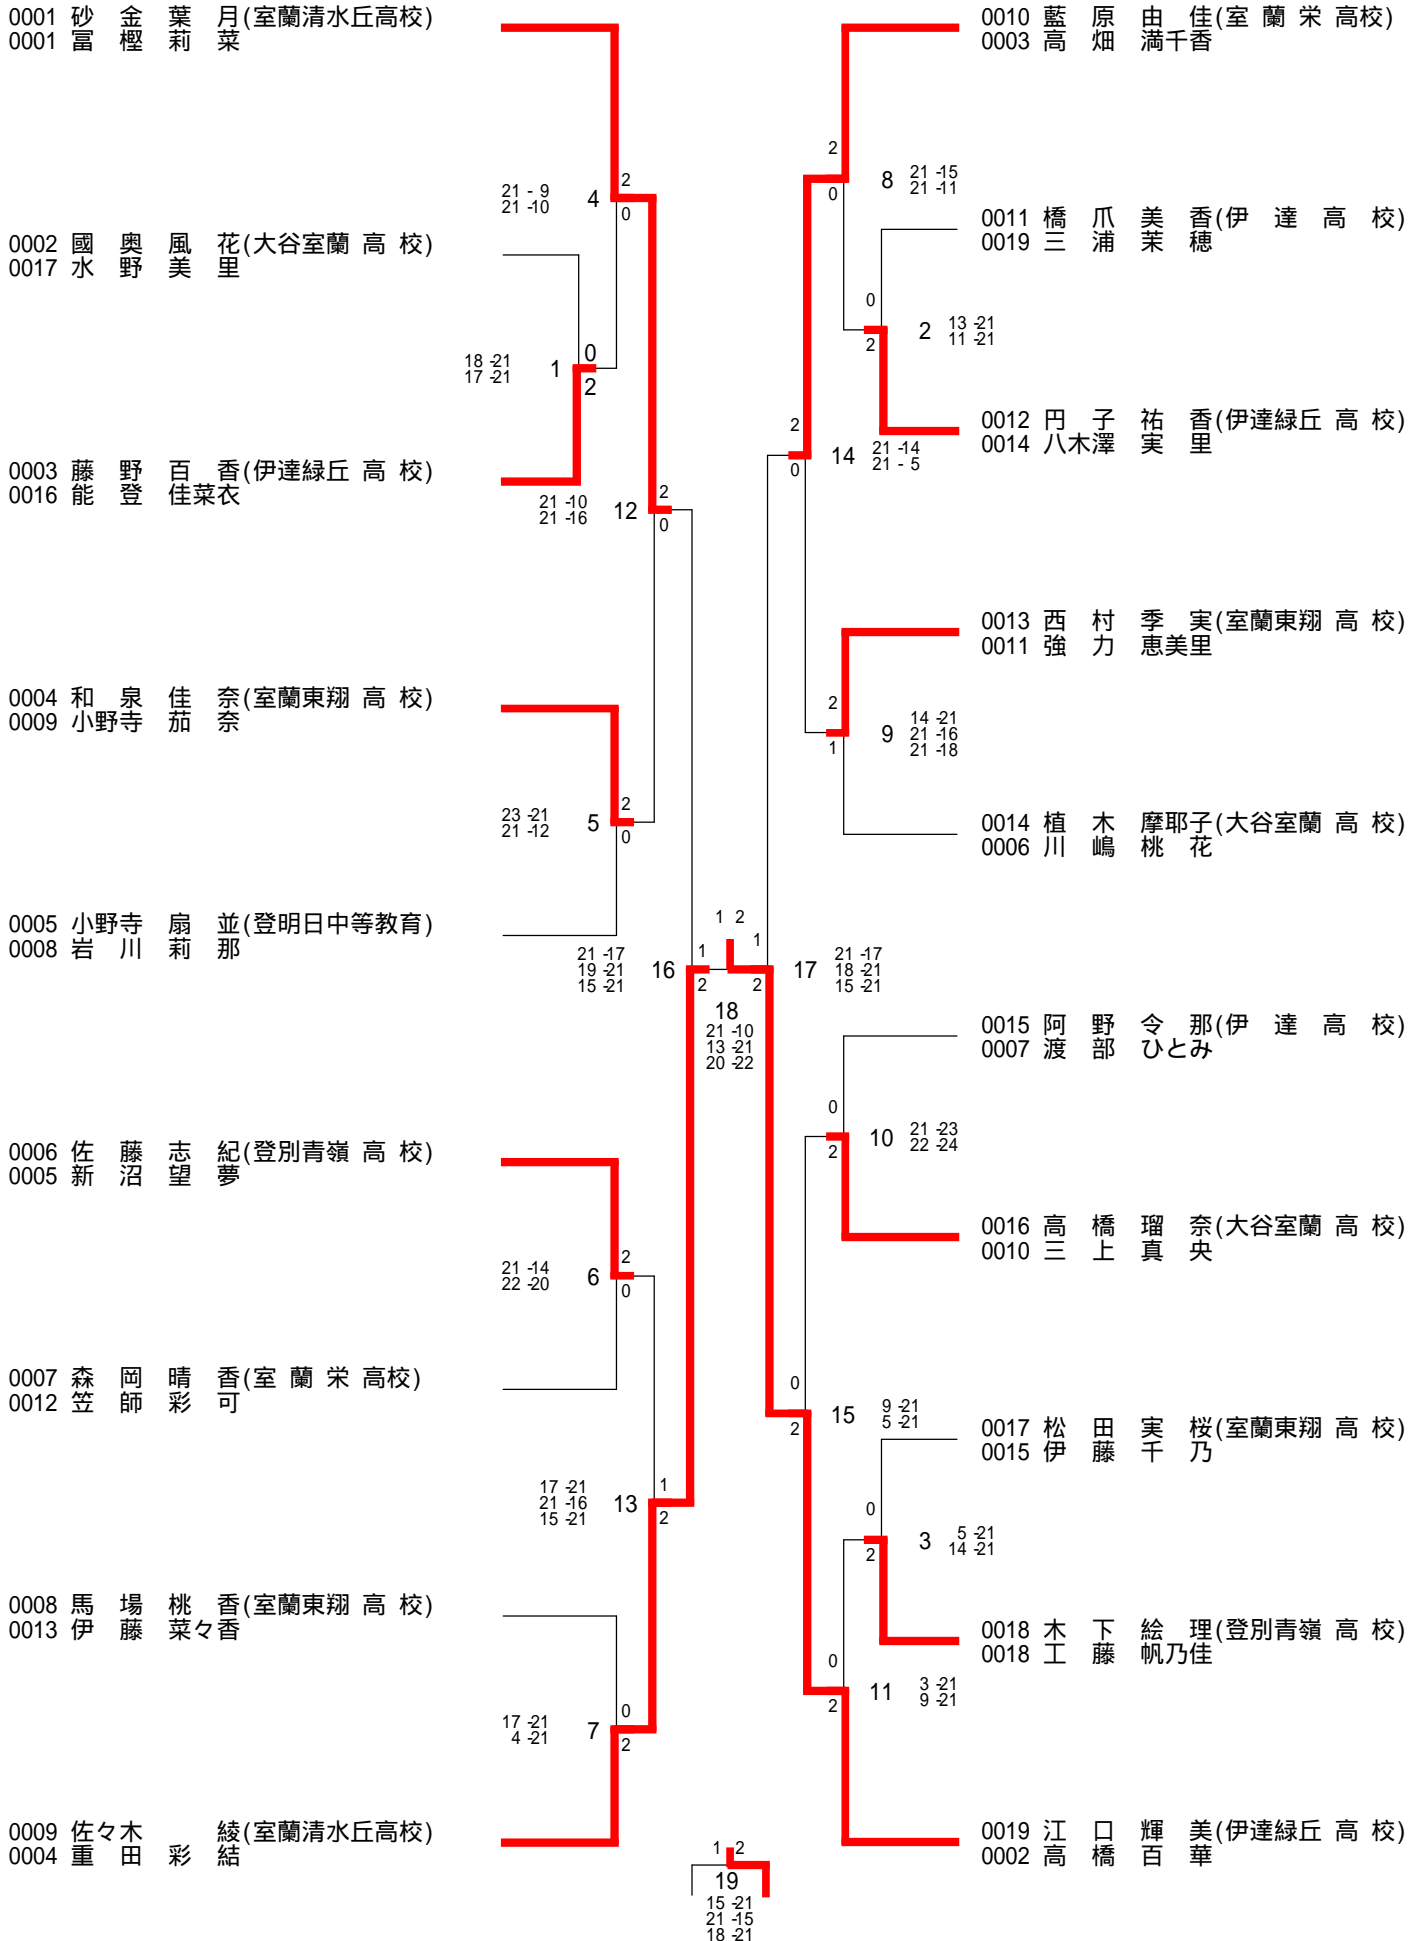 0001 砂 金 葉 月(室蘭清水丘高校)
0001 冨 樫 莉 菜
21 - 9
21 -10
4
2
0
0002 國 奥 風 花(大谷室蘭 高 校)
0017 水 野 美 里
18 -21
17 -21
1
0
2
0003 藤 野 百 香(伊達緑丘 高 校)
0016 能 登 佳菜衣
21 -10
21 -16
12
2
0
0004 和 泉 佳 奈(室蘭東翔 高 校)
0009 小野寺 茄 奈
23 -21
21 -12
5
2
0
0005 小野寺 扇 並(登明日中等教育)
0008 岩 川 莉 那
21 -17
19 -21
15 -21
16
1
2
0006 佐 藤 志 紀(登別青嶺 高 校)
0005 新 沼 望 夢
21 -14
22 -20
6
2
0
0007 森 岡 晴 香(室 蘭 栄 高校)
0012 笠 師 彩 可
17 -21
21 -16
15 -21
13
1
2
0008 馬 場 桃 香(室蘭東翔 高 校)
0013 伊 藤 菜々香
17 -21
4 -21
7
0
2
0009 佐々木 綾(室蘭清水丘高校)
0004 重 田 彩 結
1 2
18
21 -10
13 -21
20 -22
1 2
19
15 -21
21 -15
18 -21
0010 藍 原 由 佳(室 蘭 栄 高校)
0003 高 畑 満千香
2
0
8
21 -15
21 -11
0011 橋 爪 美 香(伊 達 高 校)
0019 三 浦 茉 穂
0
2
2
13 -21
11 -21
0012 円 子 祐 香(伊達緑丘 高 校)
0014 八木澤 実 里
2
0
14
21 -14
21 - 5
0013 西 村 季 実(室蘭東翔 高 校)
0011 強 力 恵美里
2
1
9
14 -21
21 -16
21 -18
0014 植 木 摩耶子(大谷室蘭 高 校)
0006 川 嶋 桃 花
1
2
17
21 -17
18 -21
15 -21
0015 阿 野 令 那(伊 達 高 校)
0007 渡 部 ひとみ
0
2
10
21 -23
22 -24
0016 高 橋 瑠 奈(大谷室蘭 高 校)
0010 三 上 真 央
0
2
15
9 -21
5 -21
0017 松 田 実 桜(室蘭東翔 高 校)
0015 伊 藤 千 乃
0
2
3
5 -21
14 -21
0018 木 下 絵 理(登別青嶺 高 校)
0018 工 藤 帆乃佳
0
2
11
3 -21
9 -21
0019 江 口 輝 美(伊達緑丘 高 校)
0002 高 橋 百 華